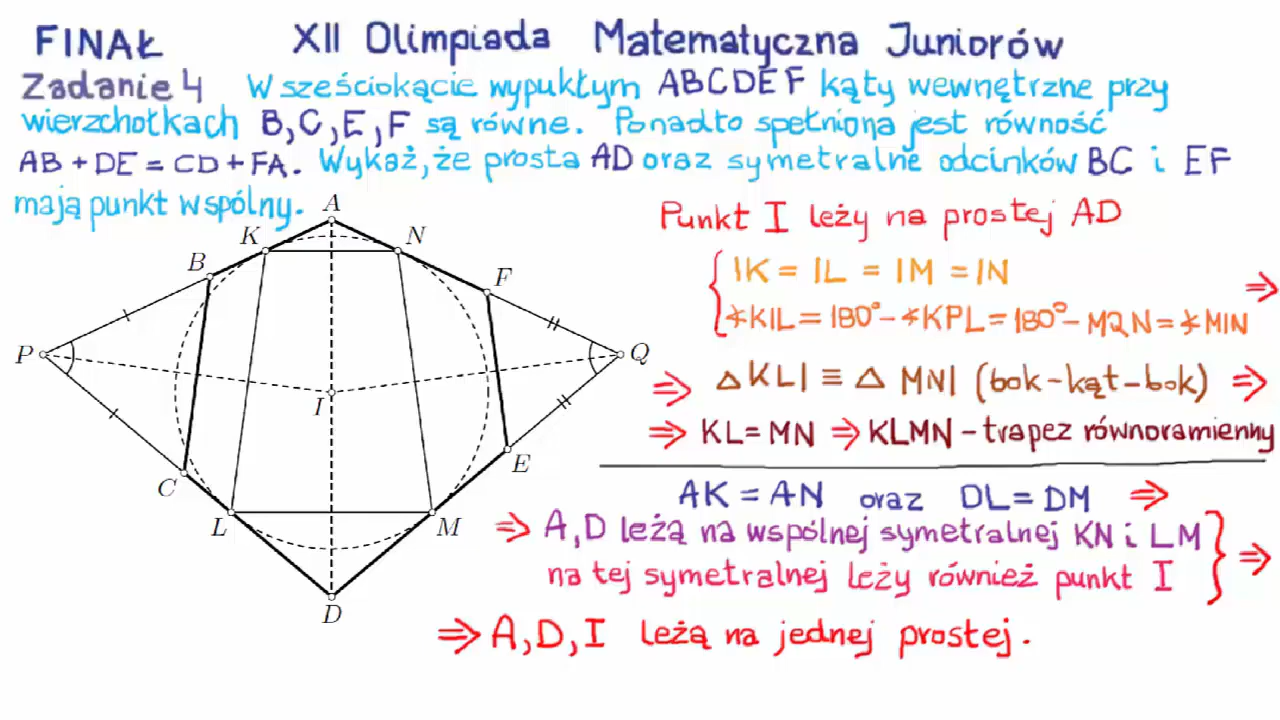 FINAŁ XII Olimpiada Matematyczna Juniorów
Zadanie 4 W sześciokącie wypukłym ABCDEF kąty wewnętrzne przy
wierzchołkach B,C,E,F są równe. Ponadto spełniona jest równość
AB + DE = CD + FA. Wykaż, że prosta AD oraz symetralne odcinków BC i EF
mają punkt wspólny.
A
K
N
B
F
P
Q
I
C
E
L
M
D
Punkt I leży na prostej AD
IK = IL = IM = IN ⇒
∢KIL = 180° - ∢KPL = 180° - MQN = ∢MIN
⇒ △KLI ≡ △ MNI (bok-kąt-bok) ⇒
⇒ KL = MN ⇒ KLMN - trapez równoramienny
AK = AN oraz DL = DM ⇒
⇒ A,D leżą na wspólnej symetralnej KN i LM
na tej symetralnej leży również punkt I ⇒
⇒ A,D,I leżą na jednej prostej.